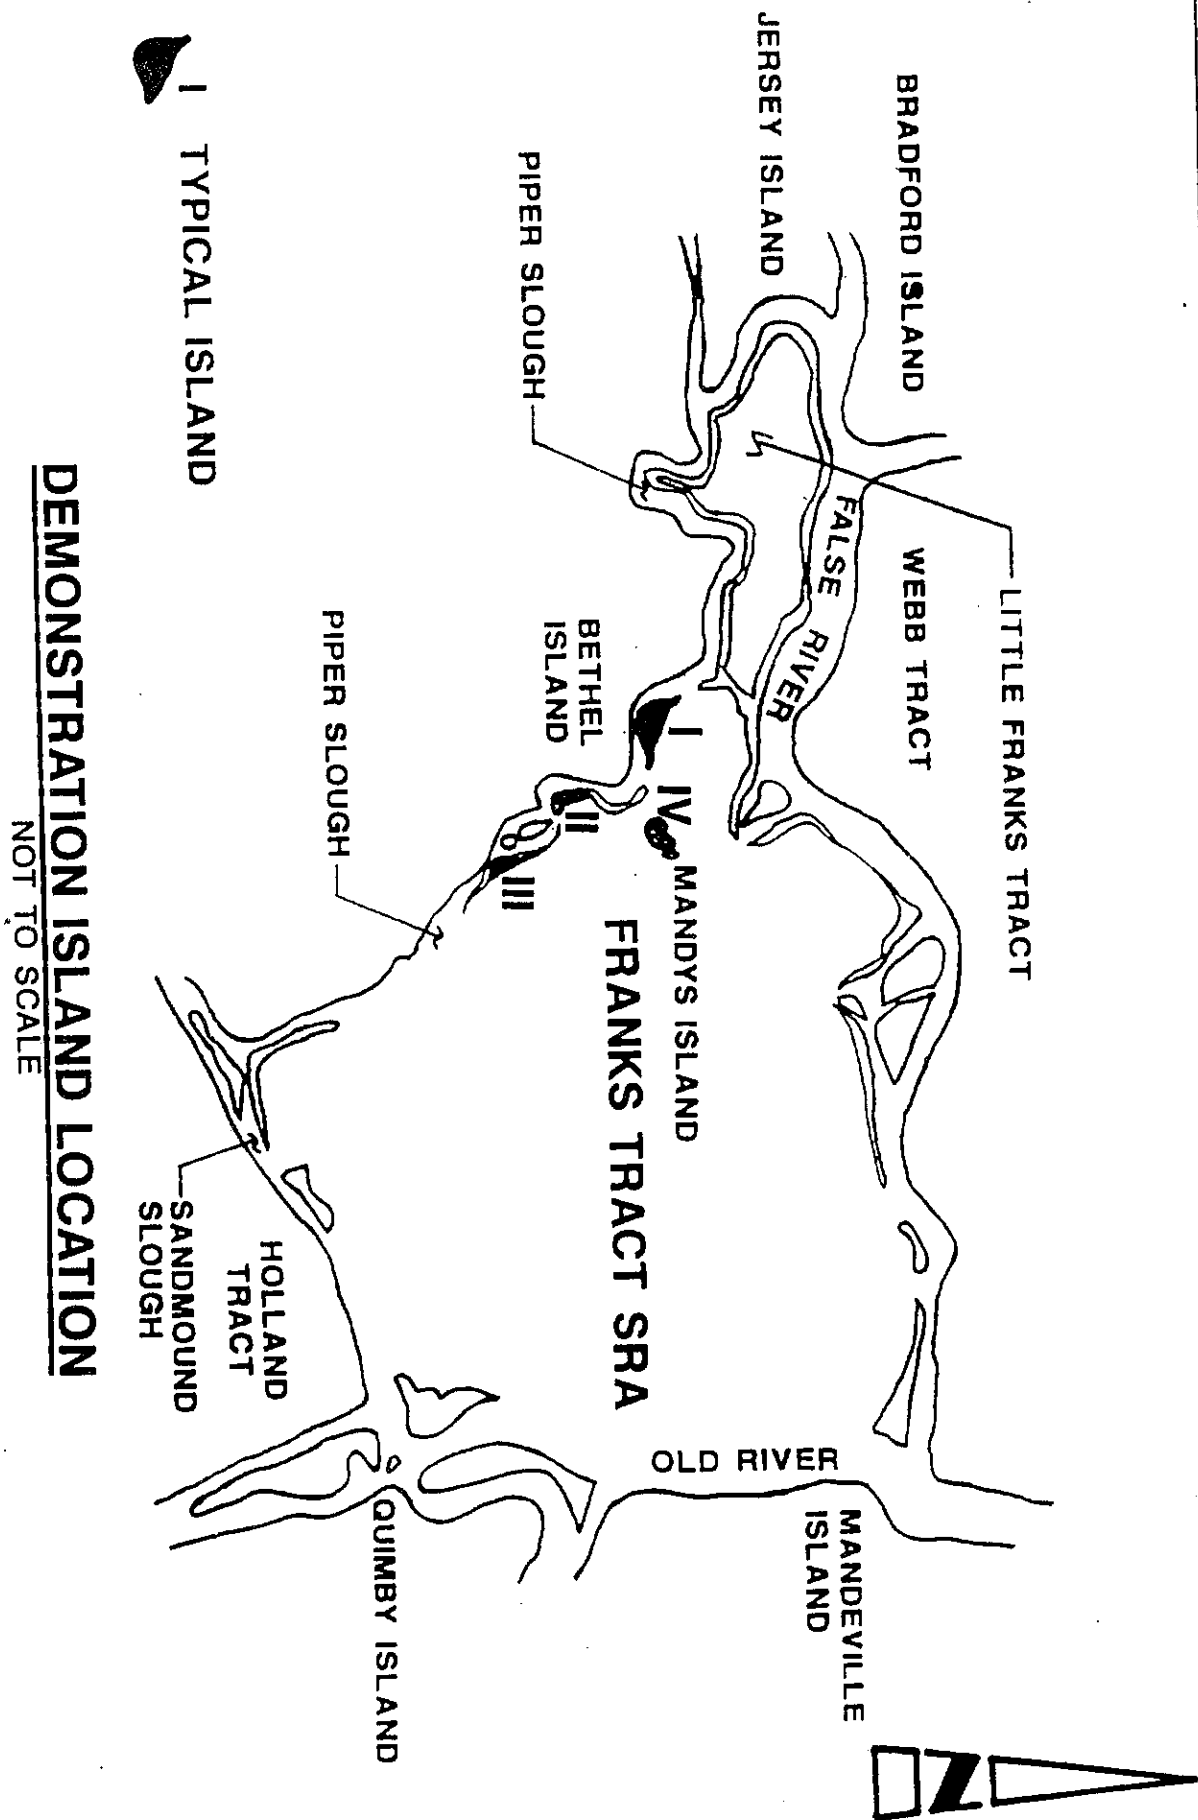 BRADFORD ISLAND
JERSEY ISLAND
LITTLE FRANKS TRACT
WEBB TRACT
FALSE RIVER
PIPER SLOUGH
MANDEVILLE
ISLAND
OLD RIVER
I
IV
MANDYS ISLAND
FRANKS TRACT SRA
BETHEL
ISLAND
II
III
PIPER SLOUGH
QUIMBY ISLAND
HOLLAND
TRACT
SANDMOUND
SLOUGH
I TYPICAL ISLAND
DEMONSTRATION ISLAND LOCATION
NOT TO SCALE
N